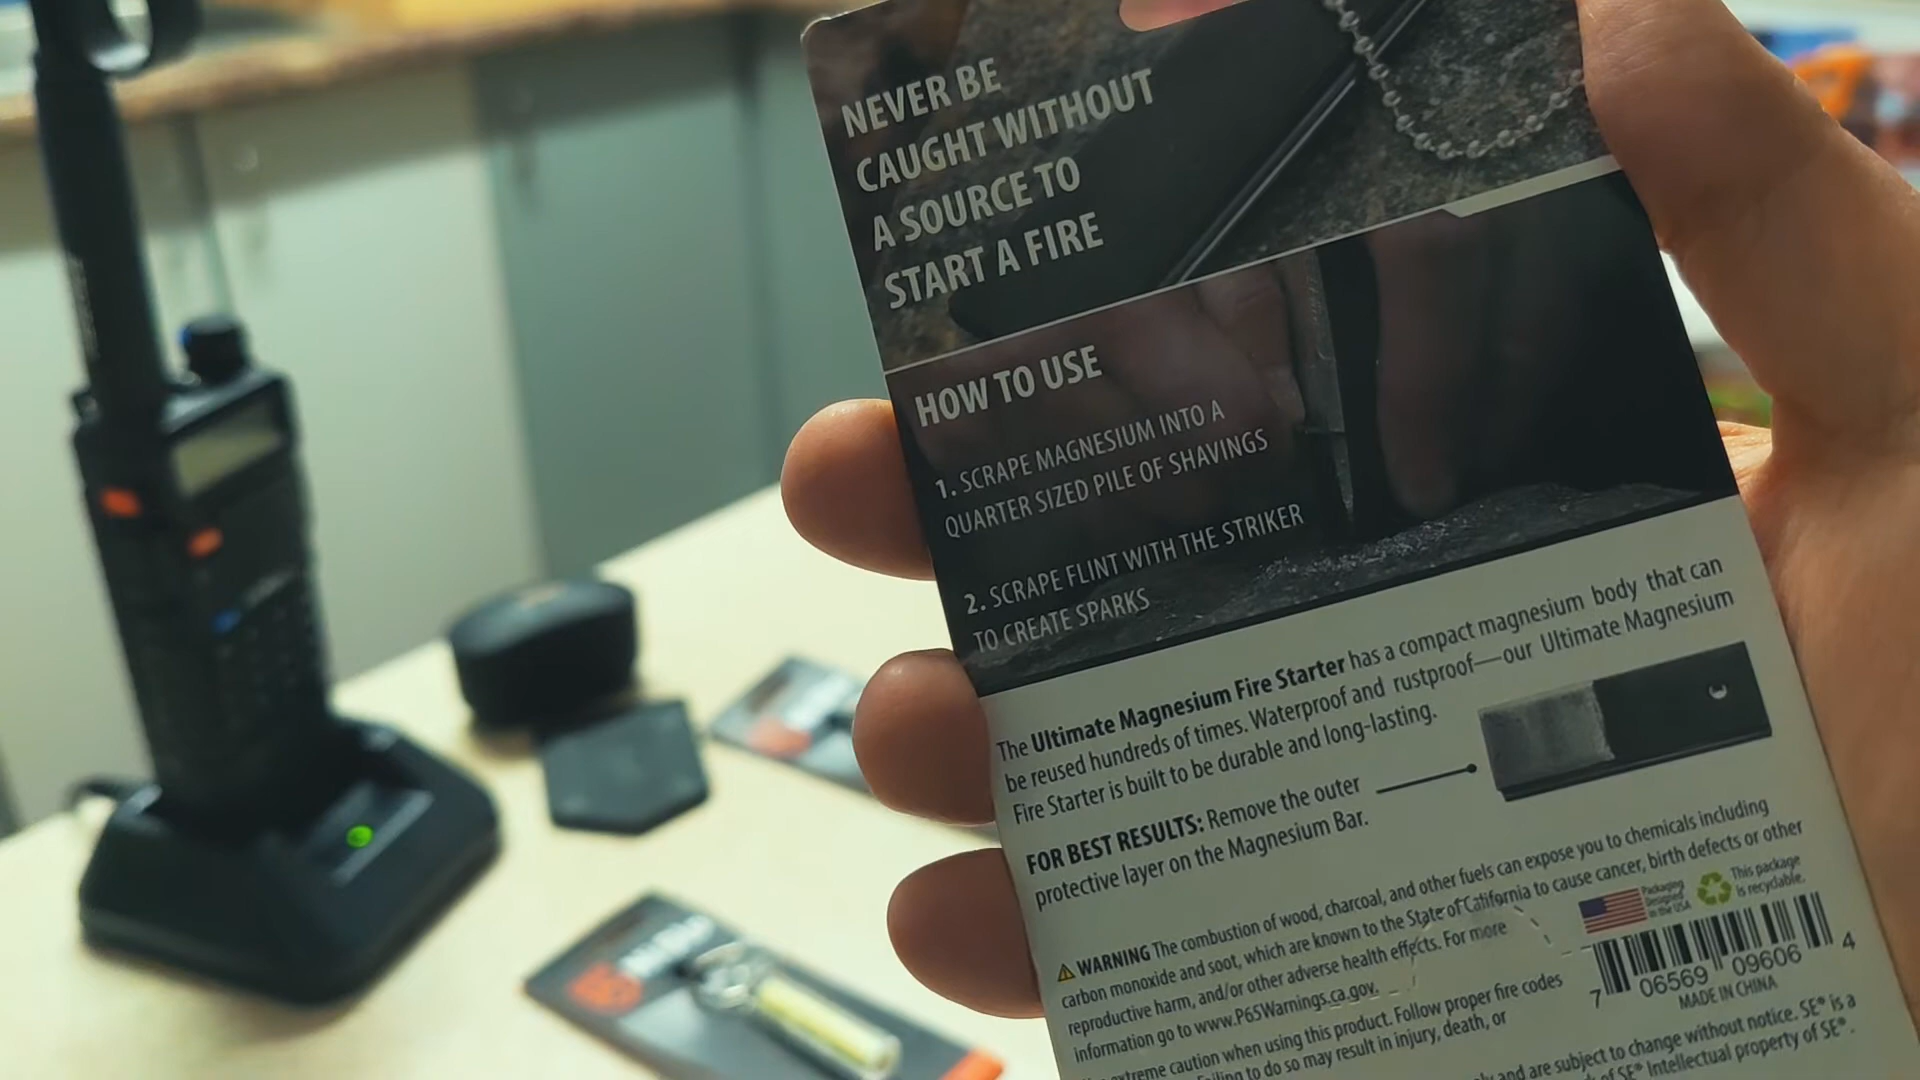 NEVER BE
CAUGHT WITHOUT
A SOURCE TO
START A FIRE
HOW TO USE
1. SCRAPE MAGNESIUM INTO A
QUARTER SIZED PILE OF SHAVINGS
2. SCRAPE FLINT WITH THE STRIKER
TO CREATE SPARKS
The Ultimate Magnesium Fire Starter has a compact magnesium body that can
be reused hundreds of times. Waterproof and rustproof—our Ultimate Magnesium
Fire Starter is built to be durable and long-lasting.
FOR BEST RESULTS: Remove the outer
protective layer on the Magnesium Bar.
WARNING The combustion of wood, charcoal, and other fuels can expose you to chemicals including
carbon monoxide and soot, which are known to the State of California to cause cancer, birth defects or other
reproductive harm, and/or other adverse health effects. For more
information go to www.P65Warnings.ca.gov.
extreme caution when using this product. Follow proper fire codes
to do so may result in injury, death, or
Packaging
Designed
in the USA
This package
is recyclable.
7 06569 09606 4
MADE IN CHINA
and are subject to change without notice. SE® is a
of SE® Intellectual property of SE®.